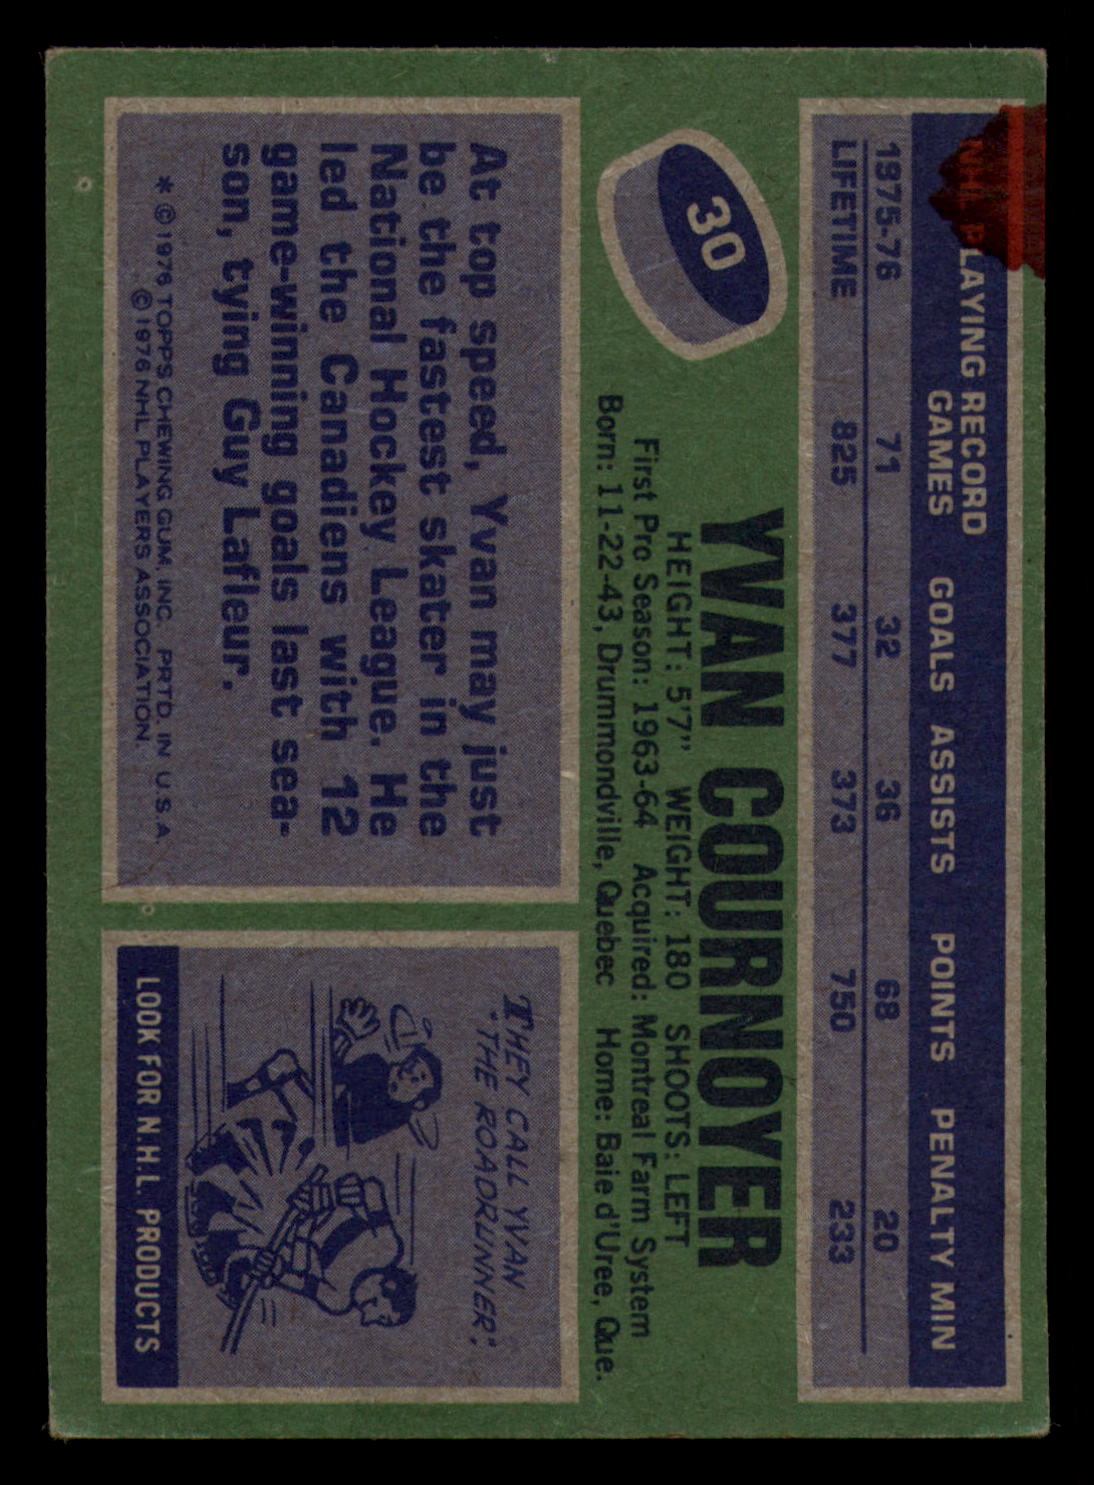 NHL PLAYING RECORD
GAMES GOALS ASSISTS POINTS PENALTY MIN
1975-76 71 32 36 68 20
LIFETIME 825 377 373 750 233
30
YVAN COURNOYER
HEIGHT: 5'7" WEIGHT: 180 SHOOTS: LEFT
First Pro Season: 1963-64 Acquired: Montreal Farm System
Born: 11-22-43, Drummondville, Quebec Home: Baie d'Uree, Que.
At top speed, Yvan may just
be the fastest skater in the
National Hockey League. He
led the Canadiens with 12
game-winning goals last sea-
son, tying Guy Lafleur.
* © 1976 TOPPS CHEWING GUM, INC. PRTD. IN U.S.A.
© 1976 NHL PLAYERS ASSOCIATION.
THEY CALL YVAN
"THE ROADRUNNER".
LOOK FOR N.H.L. PRODUCTS